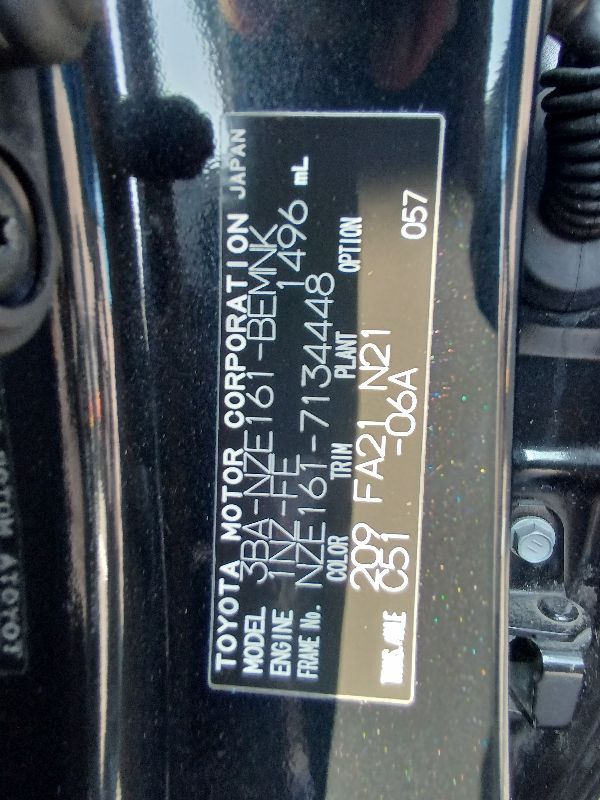 TOYOTA MOTOR CORPORATION JAPAN
MODEL 3BA-NZE161-BEMNK
ENGINE 1NZ-FE 1496 mL
FRAME No. NZE161-7134448
COLOR TRIM PLANT OPTION
209 FA21 N21 057
C51 -06A